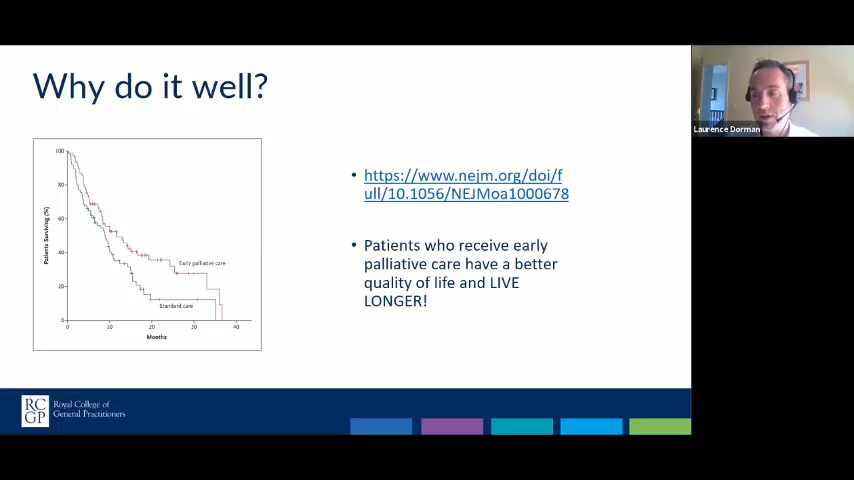 Why do it well?
100
80
60
40
20
0
Patients Surviving (%)
Early palliative care
Standard care
0 10 20 30 40
Months
• https://www.nejm.org/doi/f
ull/10.1056/NEJMoa1000678
• Patients who receive early
palliative care have a better
quality of life and LIVE
LONGER!
Laurence Dorman
RC
GP
Royal College of
General Practitioners